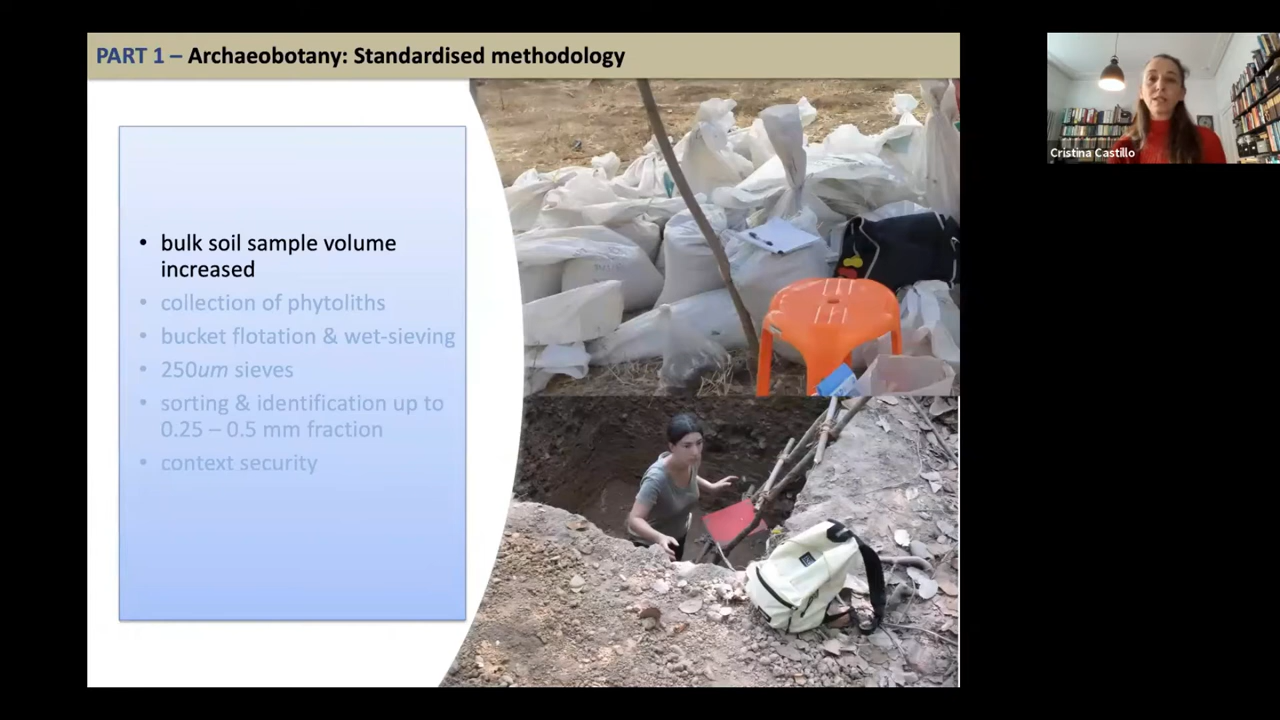 PART 1 – Archaeobotany: Standardised methodology
Cristina Castillo
• bulk soil sample volume
increased
• collection of phytoliths
• bucket flotation & wet-sieving
• 250um sieves
• sorting & identification up to
0.25 – 0.5 mm fraction
• context security